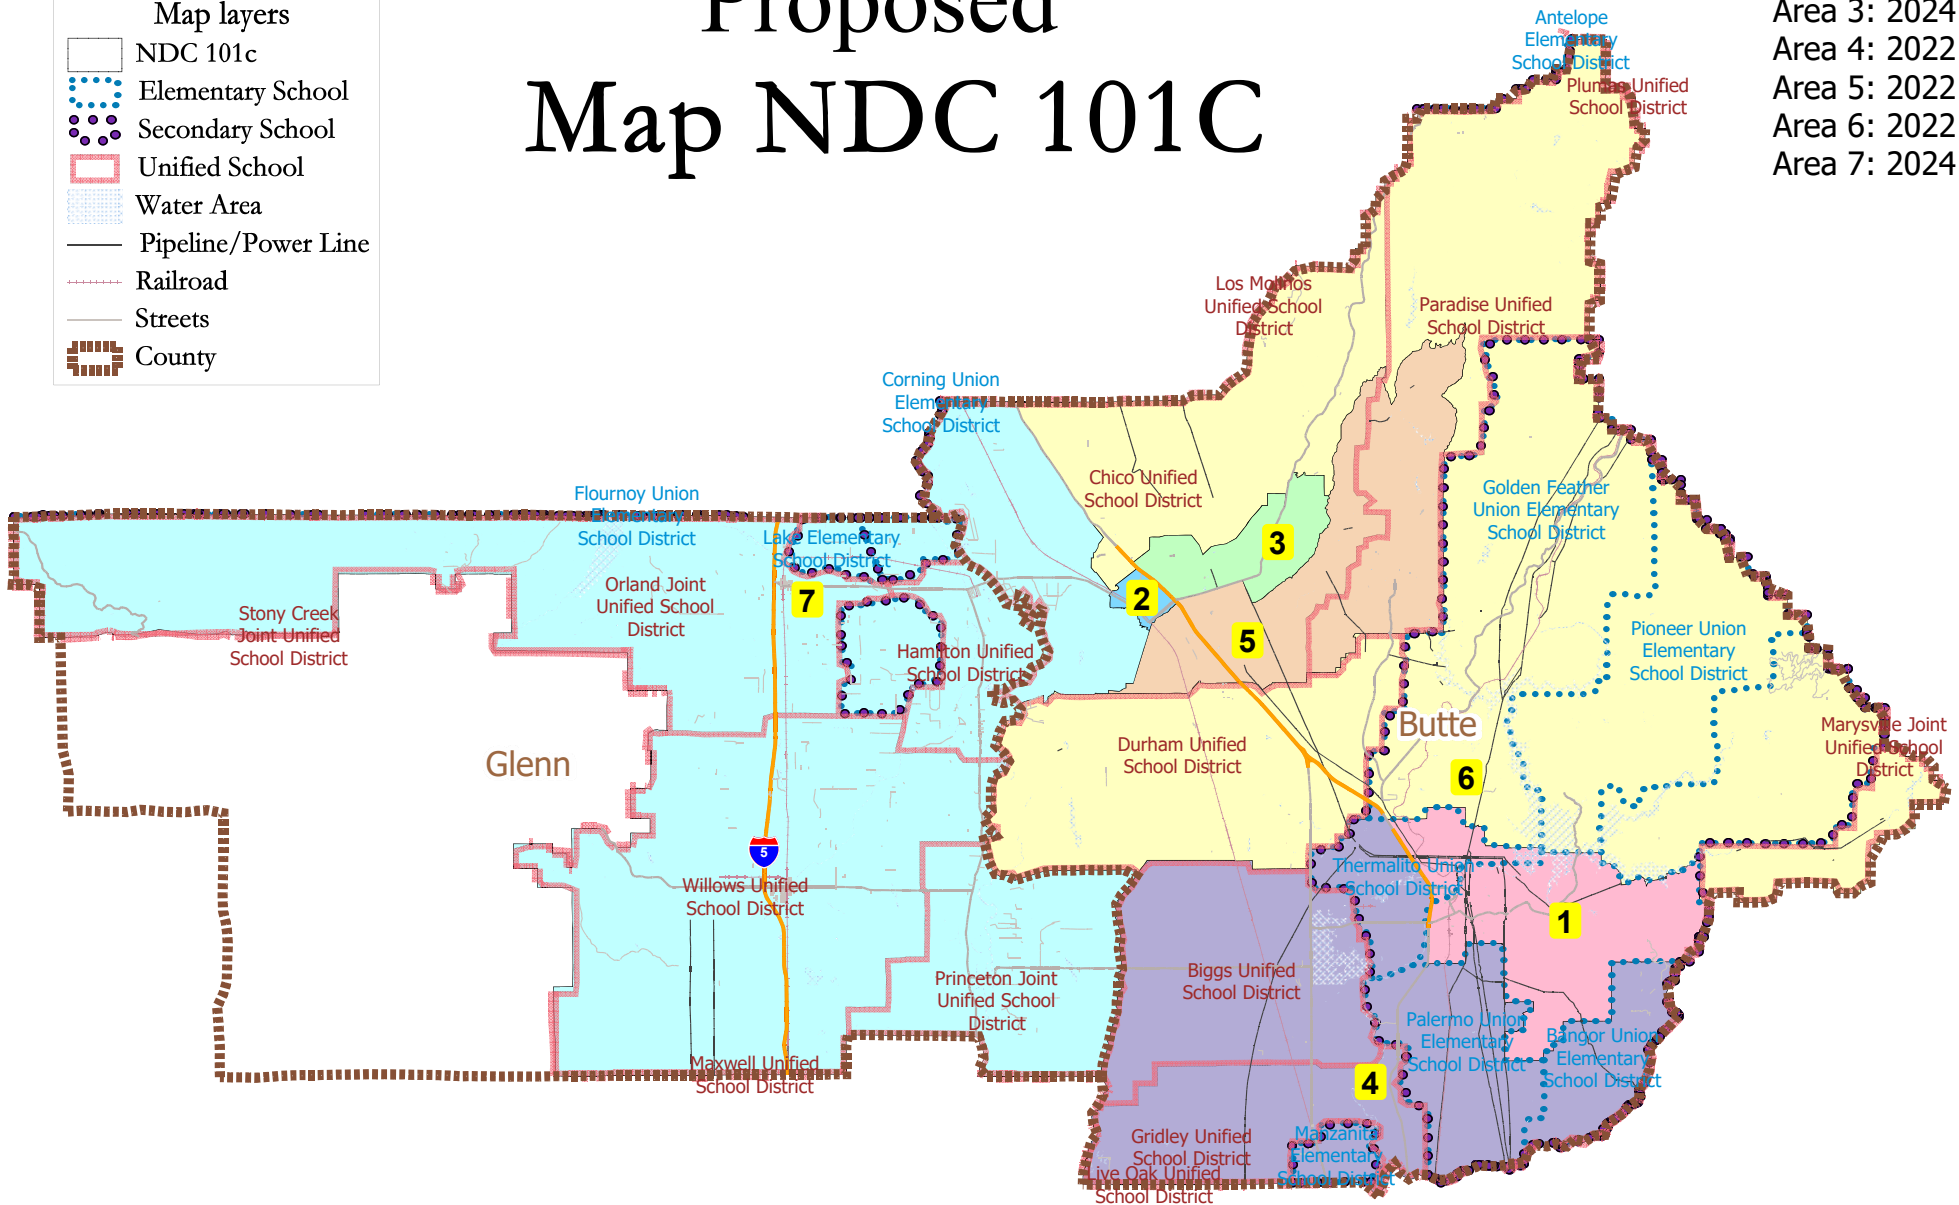 Proposed
Map NDC 101C
Map layers
NDC 101c
Elementary School
Secondary School
Unified School
Water Area
Pipeline/Power Line
Railroad
Streets
County
Area 3: 2024
Area 4: 2022
Area 5: 2022
Area 6: 2022
Area 7: 2024
Antelope
Elementary
School District
Plumas Unified
School District
Los Molinos
Unified School
District
Paradise Unified
School District
Corning Union
Elementary
School District
Chico Unified
School District
Golden Feather
Union Elementary
School District
Flournoy Union
Elementary
School District
Lake Elementary
School District
Orland Joint
Unified School
District
Stony Creek
Joint Unified
School District
Hamilton Unified
School District
Pioneer Union
Elementary
School District
Marysville Joint
Unified School
District
Durham Unified
School District
Butte
Glenn
Thermalito Union
School District
Willows Unified
School District
Princeton Joint
Unified School
District
Biggs Unified
School District
Palermo Union
Elementary
School District
Bangor Union
Elementary
School District
Maxwell Unified
School District
Gridley Unified
School District
Manzanita
Elementary
School District
Live Oak Unified
School District
3
2
5
7
6
5
1
4